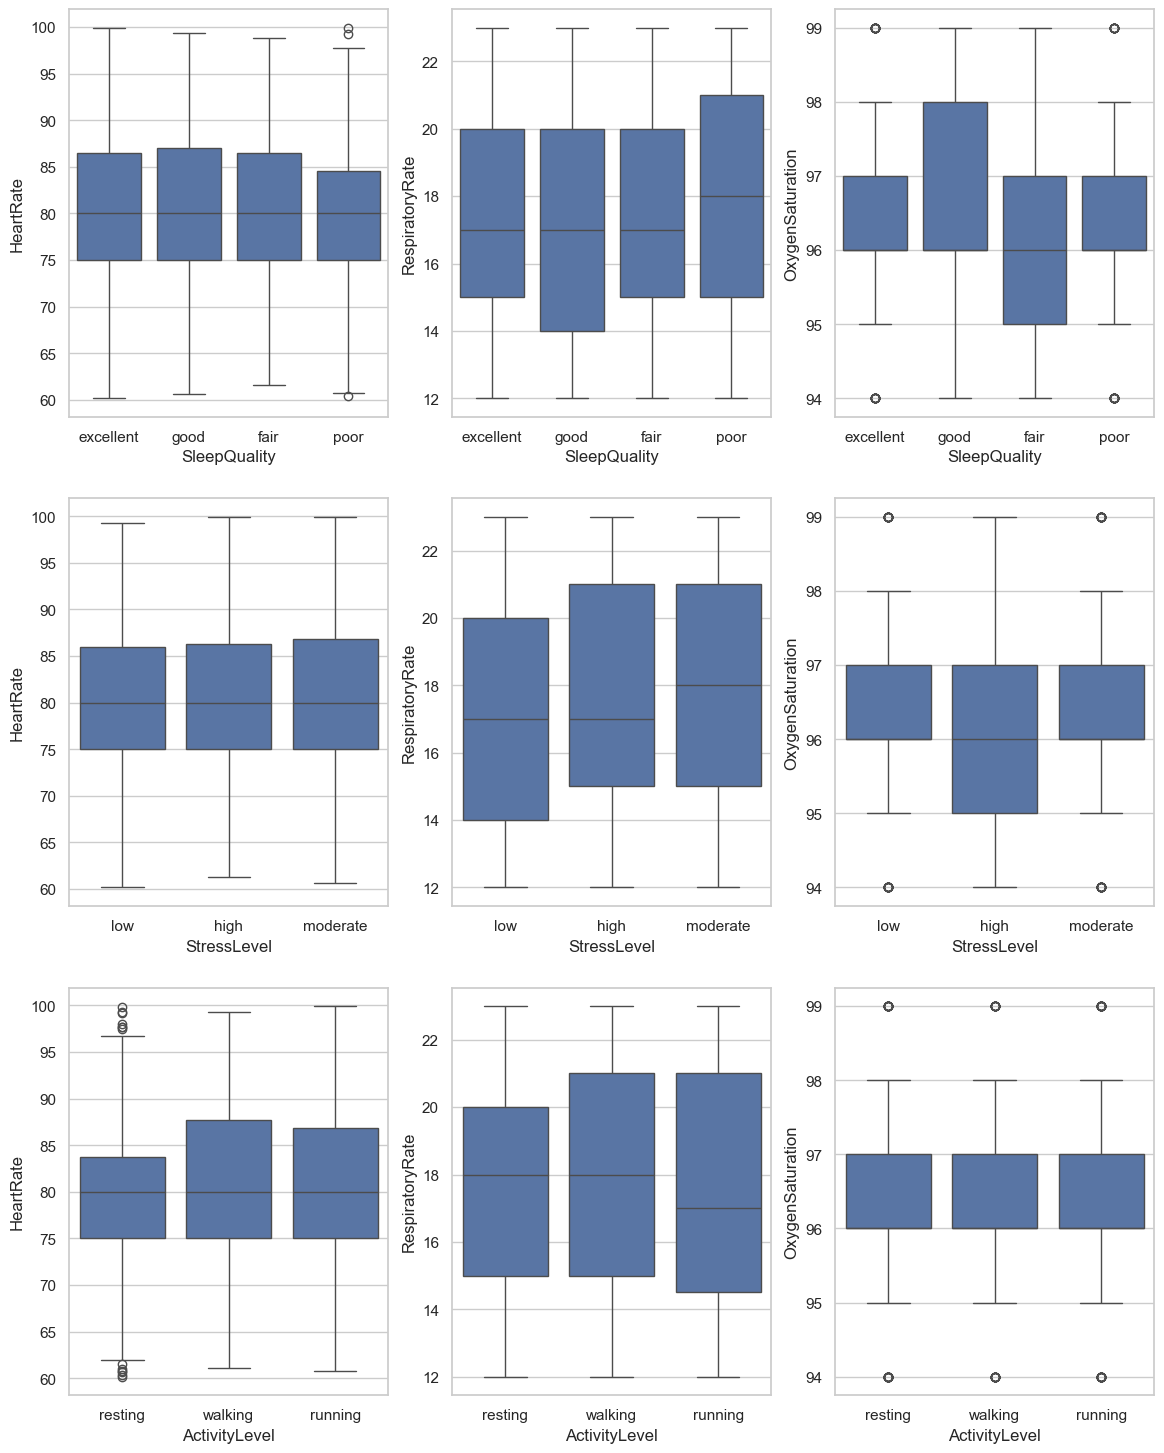 HeartRate
100
95
90
85
80
75
70
65
60
excellent good fair poor
SleepQuality
RespiratoryRate
22
20
18
16
14
12
excellent good fair poor
SleepQuality
OxygenSaturation
99
98
97
96
95
94
excellent good fair poor
SleepQuality
HeartRate
100
95
90
85
80
75
70
65
60
low high moderate
StressLevel
RespiratoryRate
22
20
18
16
14
12
low high moderate
StressLevel
OxygenSaturation
99
98
97
96
95
94
low high moderate
StressLevel
HeartRate
100
95
90
85
80
75
70
65
60
resting walking running
ActivityLevel
RespiratoryRate
22
20
18
16
14
12
resting walking running
ActivityLevel
OxygenSaturation
99
98
97
96
95
94
resting walking running
ActivityLevel